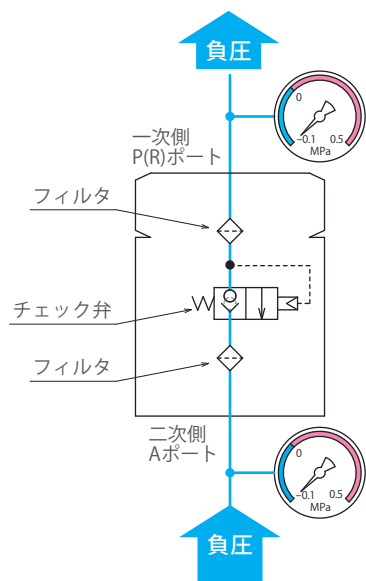 負圧
0
−0.1
0.5
MPa
一次側
P(R)ポート
フィルタ
チェック弁
フィルタ
二次側
Aポート
0
−0.1
0.5
MPa
負圧